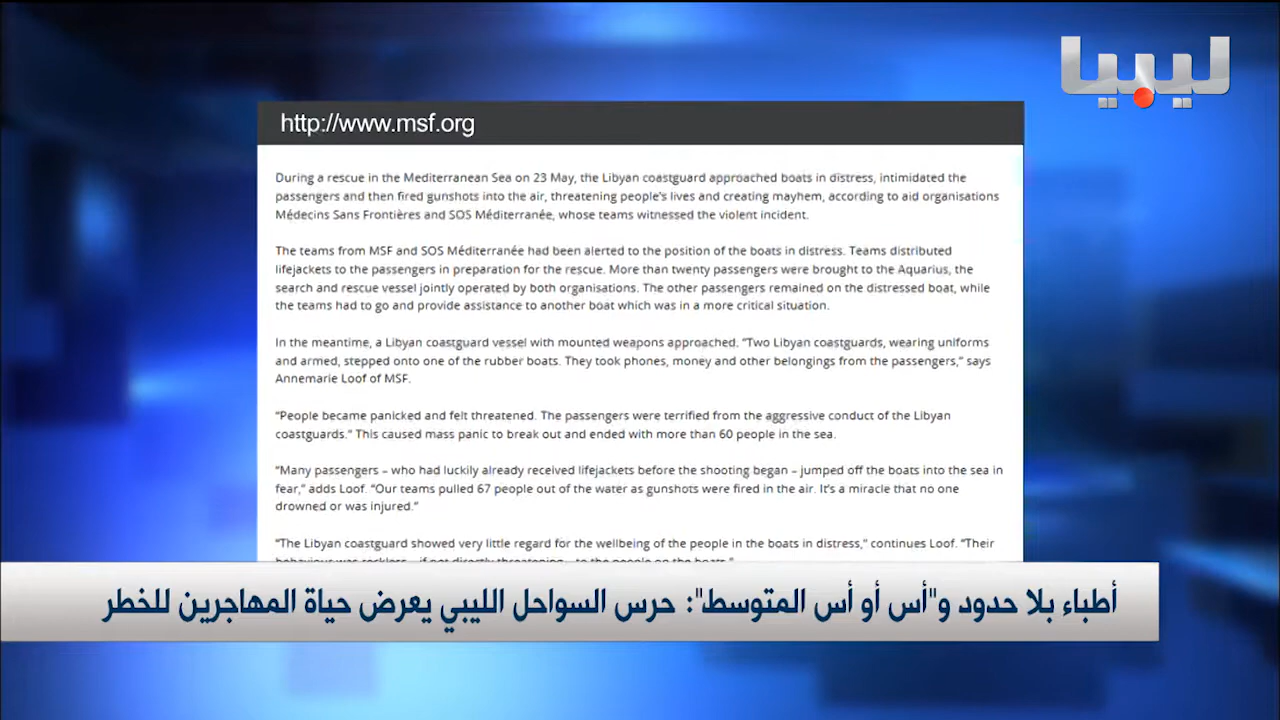 ليبيا
http://www.msf.org
During a rescue in the Mediterranean Sea on 23 May, the Libyan coastguard approached boats in distress, intimidated the
passengers and then fired gunshots into the air, threatening people's lives and creating mayhem, according to aid organisations
Médecins Sans Frontières and SOS Méditerranée, whose teams witnessed the violent incident.
The teams from MSF and SOS Méditerranée had been alerted to the position of the boats in distress. Teams distributed
lifejackets to the passengers in preparation for the rescue. More than twenty passengers were brought to the Aquarius, the
search and rescue vessel jointly operated by both organisations. The other passengers remained on the distressed boat, while
the teams had to go and provide assistance to another boat which was in a more critical situation.
In the meantime, a Libyan coastguard vessel with mounted weapons approached. "Two Libyan coastguards, wearing uniforms
and armed, stepped onto one of the rubber boats. They took phones, money and other belongings from the passengers," says
Annemarie Loof of MSF.
"People became panicked and felt threatened. The passengers were terrified from the aggressive conduct of the Libyan
coastguards." This caused mass panic to break out and ended with more than 60 people in the sea.
"Many passengers – who had luckily already received lifejackets before the shooting began – jumped off the boats into the sea in
fear," adds Loof. "Our teams pulled 67 people out of the water as gunshots were fired in the air. It's a miracle that no one
drowned or was injured."
"The Libyan coastguard showed very little regard for the wellbeing of the people in the boats in distress," continues Loof. "Their
behaviour was reckless – if not directly threatening – to the people on the boats."
أطباء بلا حدود و"أس أو أس المتوسط": حرس السواحل الليبي يعرض حياة المهاجرين للخطر